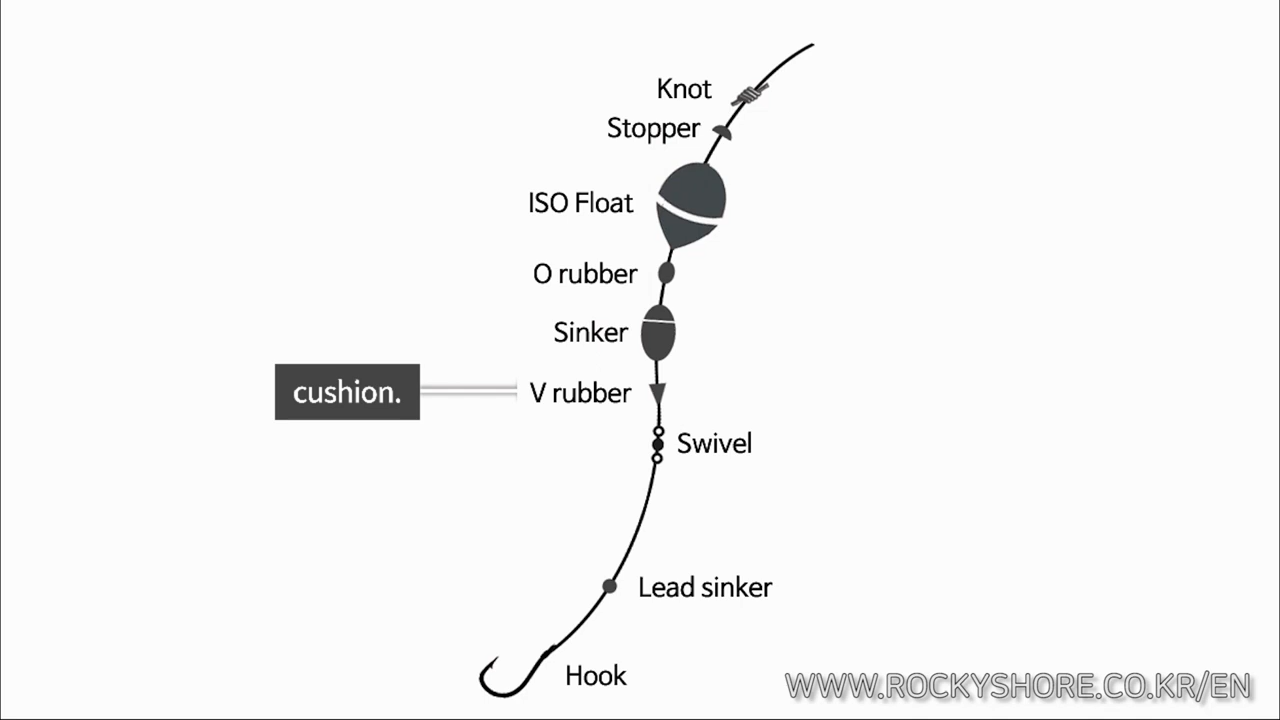 Knot
Stopper
ISO Float
O rubber
Sinker
cushion.
V rubber
Swivel
Lead sinker
Hook
WWW.ROCKYSHORE.CO.KR/EN